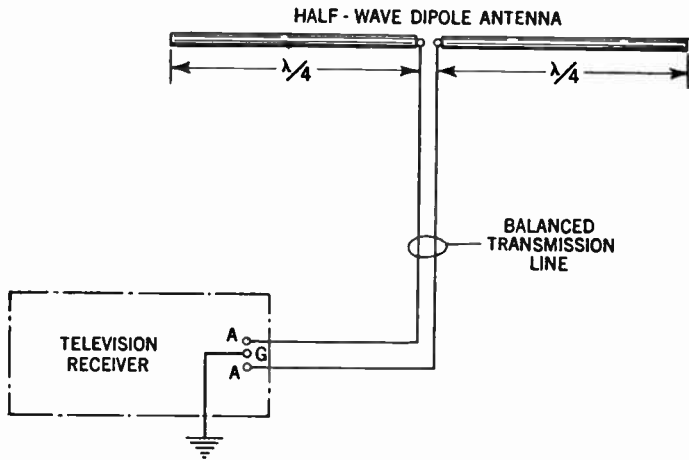 HALF - WAVE DIPOLE ANTENNA
λ/4
λ/4
BALANCED
TRANSMISSION
LINE
TELEVISION
RECEIVER
A
G
A